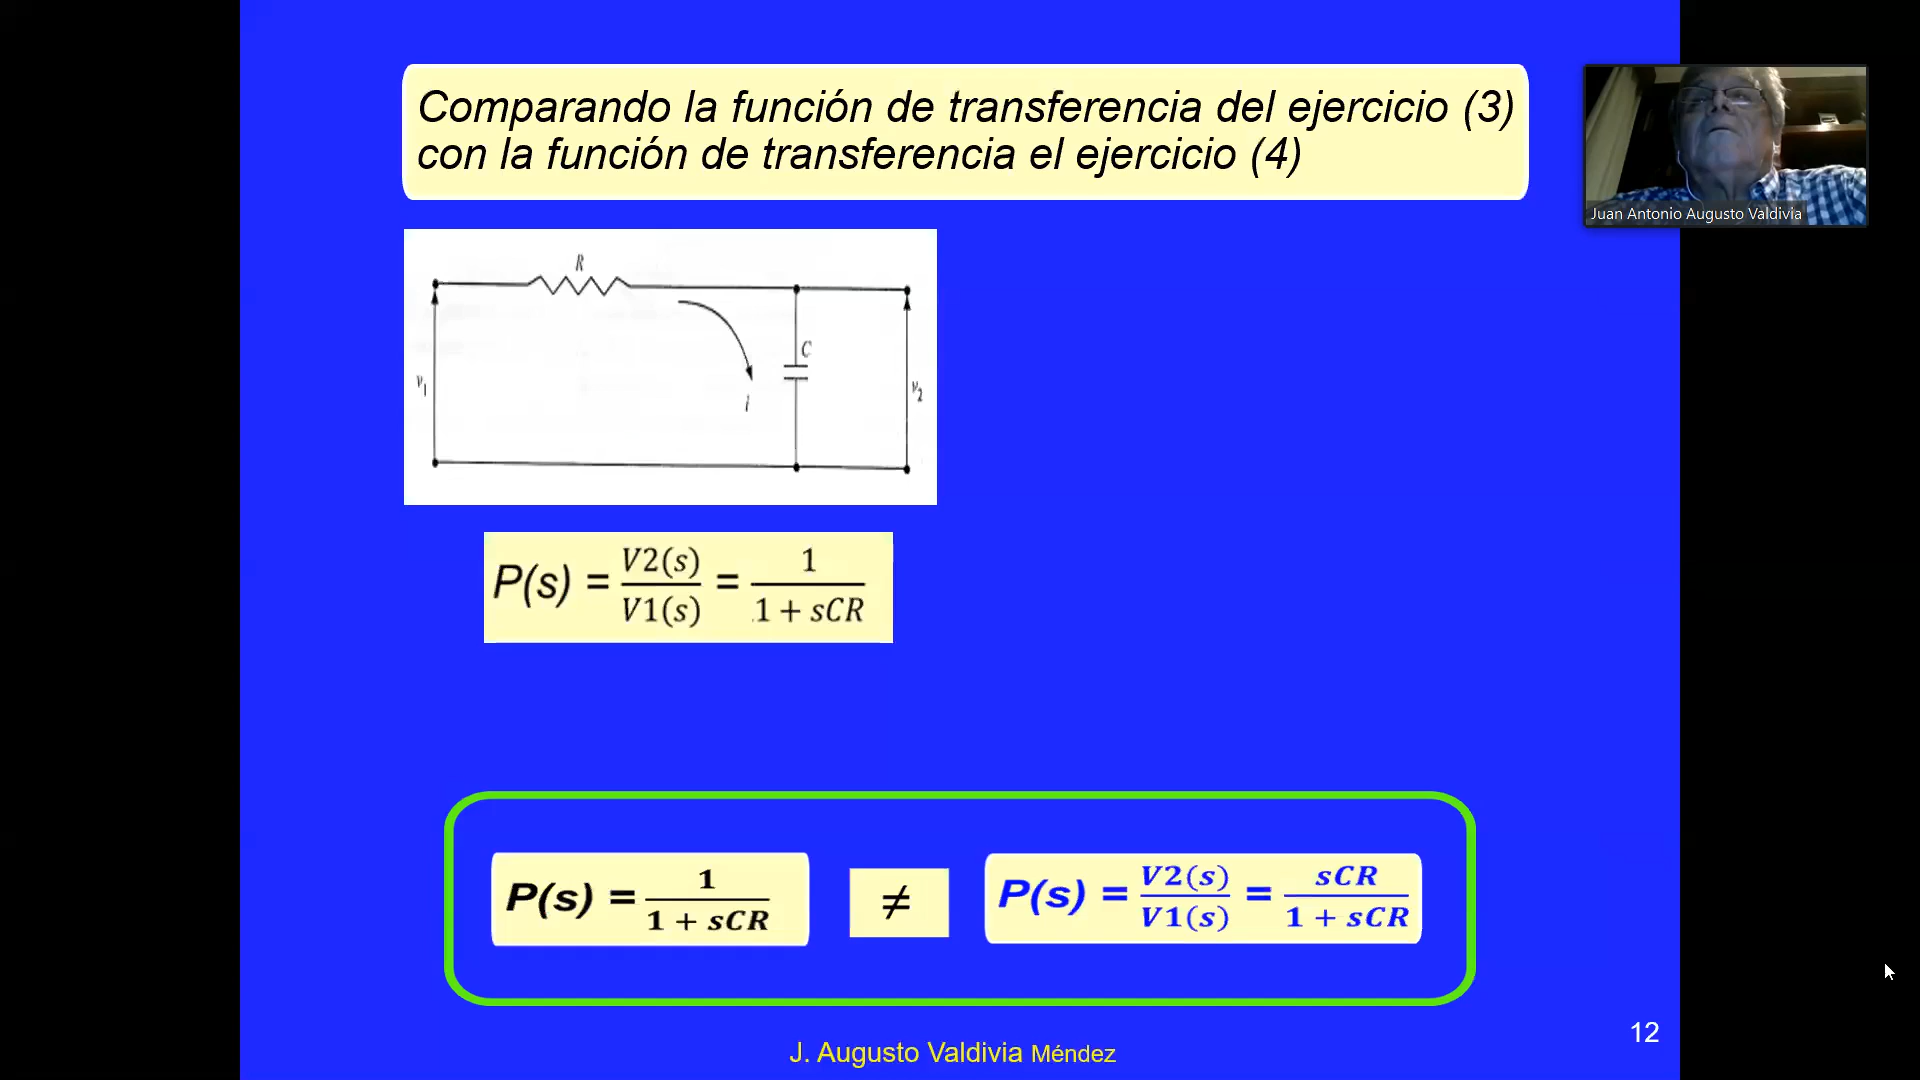 Comparando la función de transferencia del ejercicio (3)
con la función de transferencia el ejercicio (4)
Juan Antonio Augusto Valdivia
R
C
v1
i
v2
P(s) = V2(s)/V1(s) = 1/(1 + sCR)
P(s) = 1/(1 + sCR) ≠ P(s) = V2(s)/V1(s) = sCR/(1 + sCR)
12
J. Augusto Valdivia Méndez